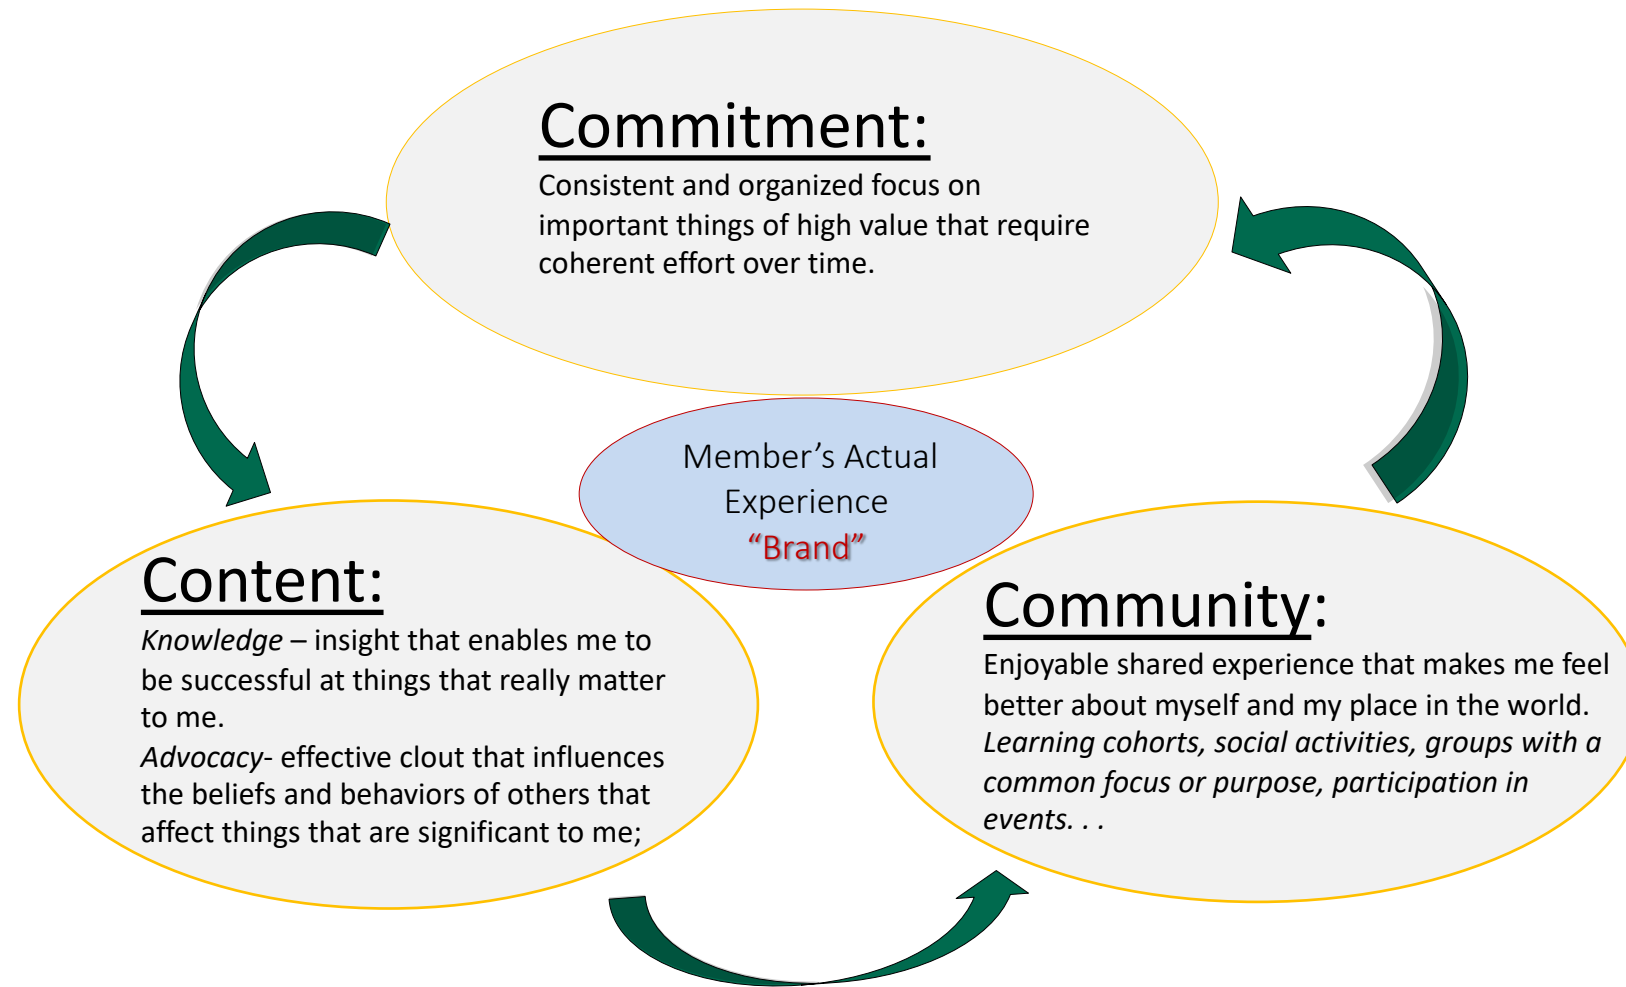 Commitment:
Consistent and organized focus on
important things of high value that require
coherent effort over time.
Member’s Actual
Experience
“Brand”
Content:
Knowledge – insight that enables me to
be successful at things that really matter
to me.
Advocacy- effective clout that influences
the beliefs and behaviors of others that
affect things that are significant to me;
Community:
Enjoyable shared experience that makes me feel
better about myself and my place in the world.
Learning cohorts, social activities, groups with a
common focus or purpose, participation in
events. . .